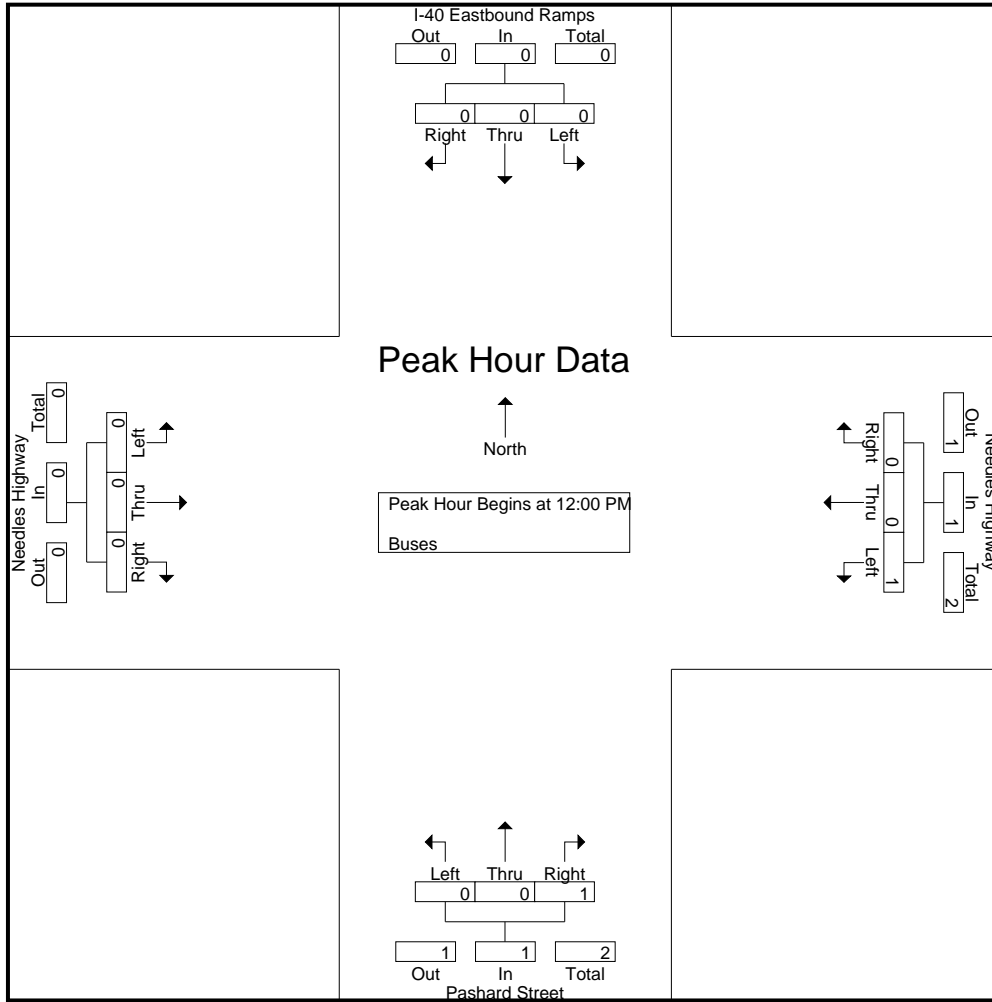 I-40 Eastbound Ramps
Out In Total
0 0 0
0 0 0
Right Thru Left
Peak Hour Data
North
Peak Hour Begins at 12:00 PM
Buses
Needles Highway
Total In Out
0 0 0
0 0 0
Left Thru Right
Right Thru Left
0 0 1
Out In Total
1 1 2
Needles Highway
Left Thru Right
0 0 1
1 1 2
Out In Total
Pashard Street